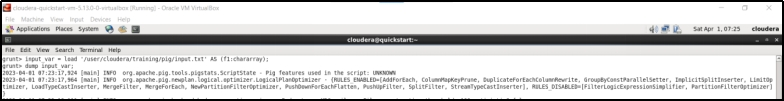 cloudera-quickstart-vm-5.13.0-0-virtualbox [Running] - Oracle VM VirtualBox
File Machine View Input Devices Help
Applications Places System Sat Apr 1, 07:25 cloudera
cloudera@quickstart:~
File Edit View Search Terminal Help
grunt> input_var = load '/user/cloudera/training/pig/input.txt' AS (f1:chararray);
grunt> dump input_var;
2023-04-01 07:23:17,924 [main] INFO org.apache.pig.tools.pigstats.ScriptState - Pig features used in the script: UNKNOWN
2023-04-01 07:23:17,964 [main] INFO org.apache.pig.newplan.logical.optimizer.LogicalPlanOptimizer - {RULES_ENABLED=[AddForEach, ColumnMapKeyPrune, DuplicateForEachColumnRewrite, GroupByConstParallelSetter, ImplicitSplitInserter, LimitOp
timizer, LoadTypeCastInserter, MergeFilter, MergeForEach, NewPartitionFilterOptimizer, PushDownForEachFlatten, PushUpFilter, SplitFilter, StreamTypeCastInserter], RULES_DISABLED=[FilterLogicExpressionSimplifier, PartitionFilterOptimizer]
}